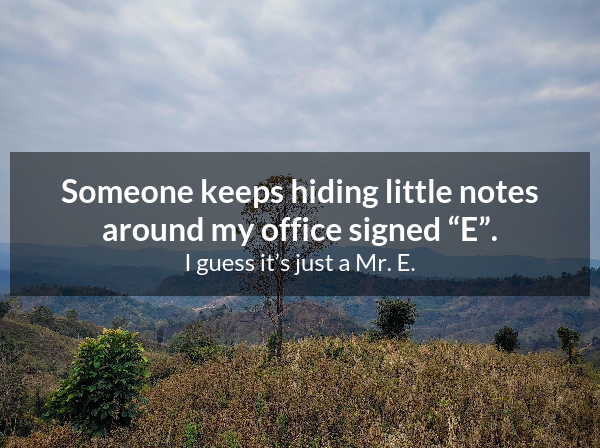 Someone keeps hiding little notes
around my office signed “E”.
I guess it’s just a Mr. E.